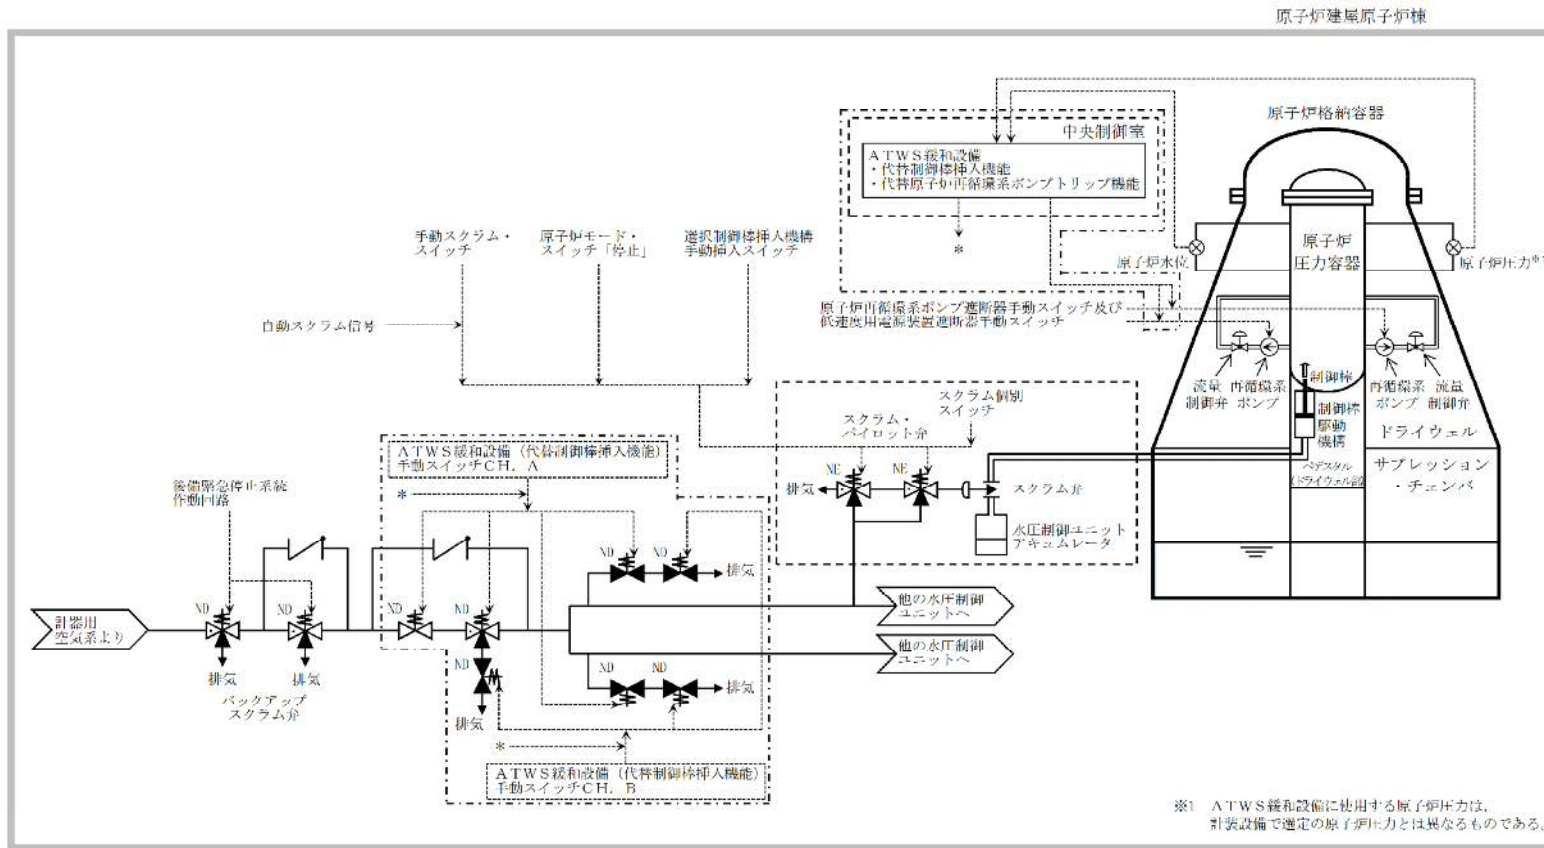 原子炉建屋原子炉棟
原子炉格納容器
中央制御室
ＡＴＷＳ緩和設備
・代替制御棒挿入機能
・代替原子炉再循環系ポンプトリップ機能
*
手動スクラム・
スイッチ
原子炉モード・
スイッチ「停止」
選択制御棒挿入機構
手動挿入スイッチ
自動スクラム信号
原子炉水位
原子炉
圧力容器
原子炉圧力※1
原子炉再循環系ポンプ遮断器手動スイッチ及び
低速度用電源装置遮断器手動スイッチ
流量
制御弁
再循環系
ポンプ
制御棒
再循環系
ポンプ
流量
制御弁
制御棒
駆動
機構
ドライウェル
ペデスタル
(ドライウェル部)
サプレッション
・チェンバ
スクラム個別
スイッチ
スクラム・
パイロット弁
NE
NE
排気
スクラム弁
水圧制御ユニット
アキュムレータ
ＡＴＷＳ緩和設備（代替制御棒挿入機能）
手動スイッチＣＨ．Ａ
*
後備緊急停止系統
作動回路
ND
ND
ND
ND
ND
ND
排気
計器用
空気系より
排気
排気
バックアップ
スクラム弁
ND
排気
ND
ND
排気
他の水圧制御
ユニットへ
他の水圧制御
ユニットへ
*
ＡＴＷＳ緩和設備（代替制御棒挿入機能）
手動スイッチＣＨ．Ｂ
※1　ＡＴＷＳ緩和設備に使用する原子炉圧力は、
計装設備で選定の原子炉圧力とは異なるものである。